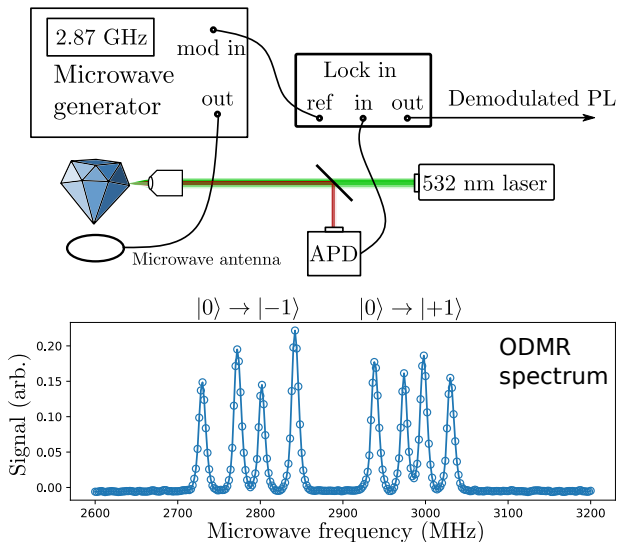 2.87 GHz
mod in
Microwave
generator
out
Lock in
ref in out
Demodulated PL
532 nm laser
APD
Microwave antenna
|0⟩ → |−1⟩ |0⟩ → |+1⟩
ODMR
spectrum
Signal (arb.)
0.20
0.15
0.10
0.05
0.00
2600 2700 2800 2900 3000 3100 3200
Microwave frequency (MHz)